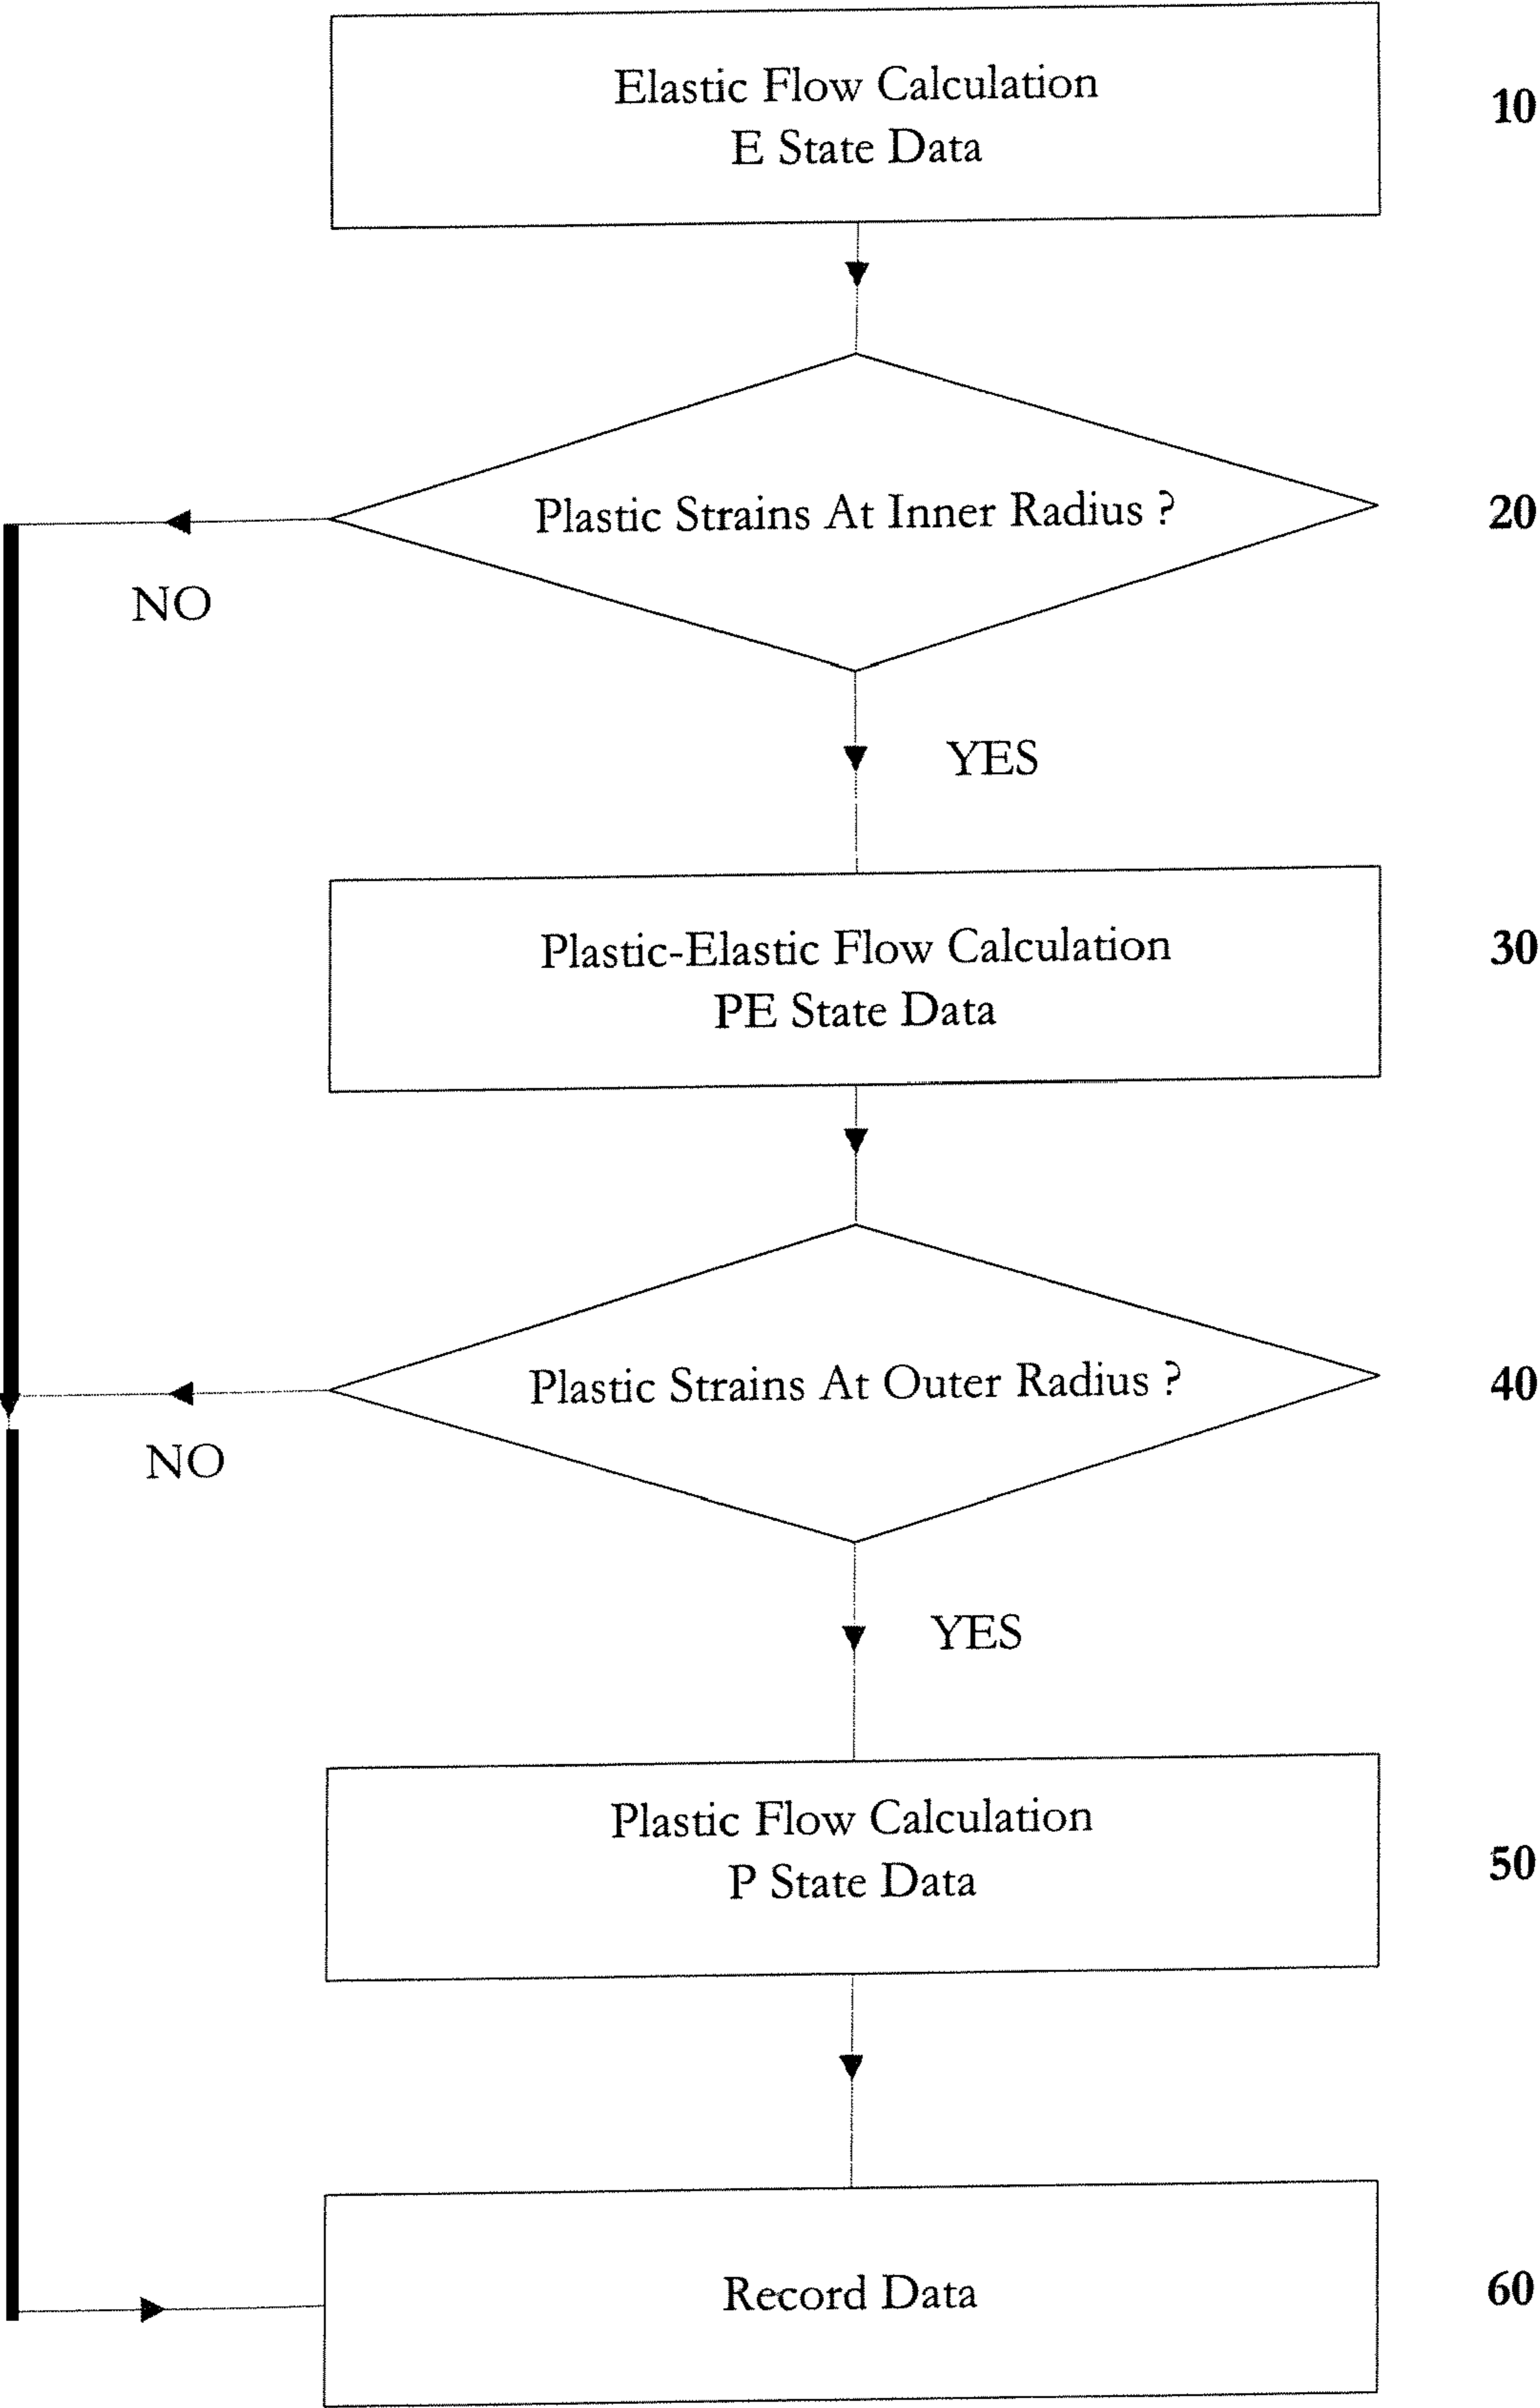 Elastic Flow Calculation
E State Data
10
Plastic Strains At Inner Radius ?
20
NO
YES
Plastic-Elastic Flow Calculation
PE State Data
30
Plastic Strains At Outer Radius ?
40
NO
YES
Plastic Flow Calculation
P State Data
50
Record Data
60